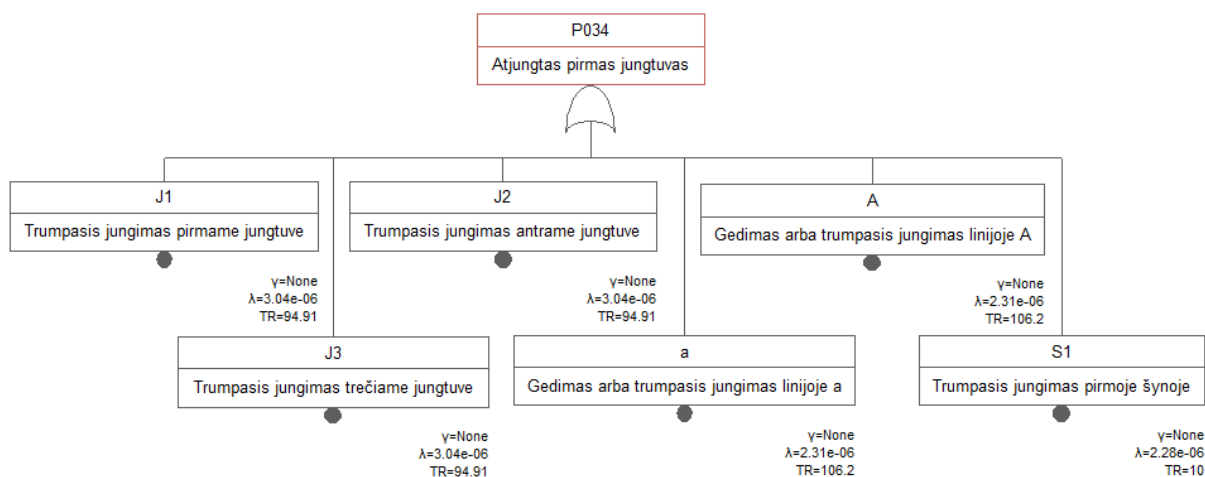 P034
Atjungtas pirmas jungtuvas
J1
Trumpasis jungimas pirmame jungtuve
γ=None
λ=3.04e-06
TR=94.91
J2
Trumpasis jungimas antrame jungtuve
γ=None
λ=3.04e-06
TR=94.91
A
Gedimas arba trumpasis jungimas linijoje A
γ=None
λ=2.31e-06
TR=106.2
J3
Trumpasis jungimas trečiame jungtuve
γ=None
λ=3.04e-06
TR=94.91
a
Gedimas arba trumpasis jungimas linijoje a
γ=None
λ=2.31e-06
TR=106.2
S1
Trumpasis jungimas pirmoje šynoje
γ=None
λ=2.28e-06
TR=10